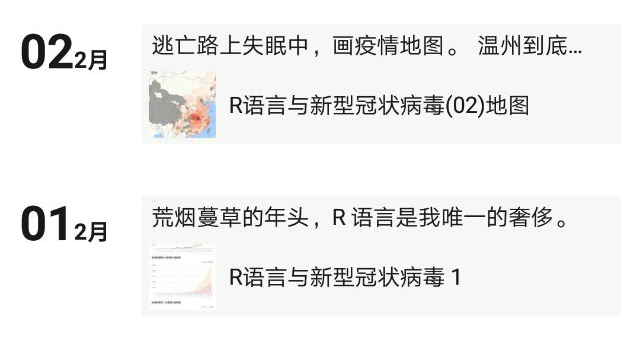 02 2月
逃亡路上失眠中，画疫情地图。 温州到底...
R语言与新型冠状病毒(02)地图
01 2月
荒烟蔓草的年头，R 语言是我唯一的奢侈。
R语言与新型冠状病毒 1